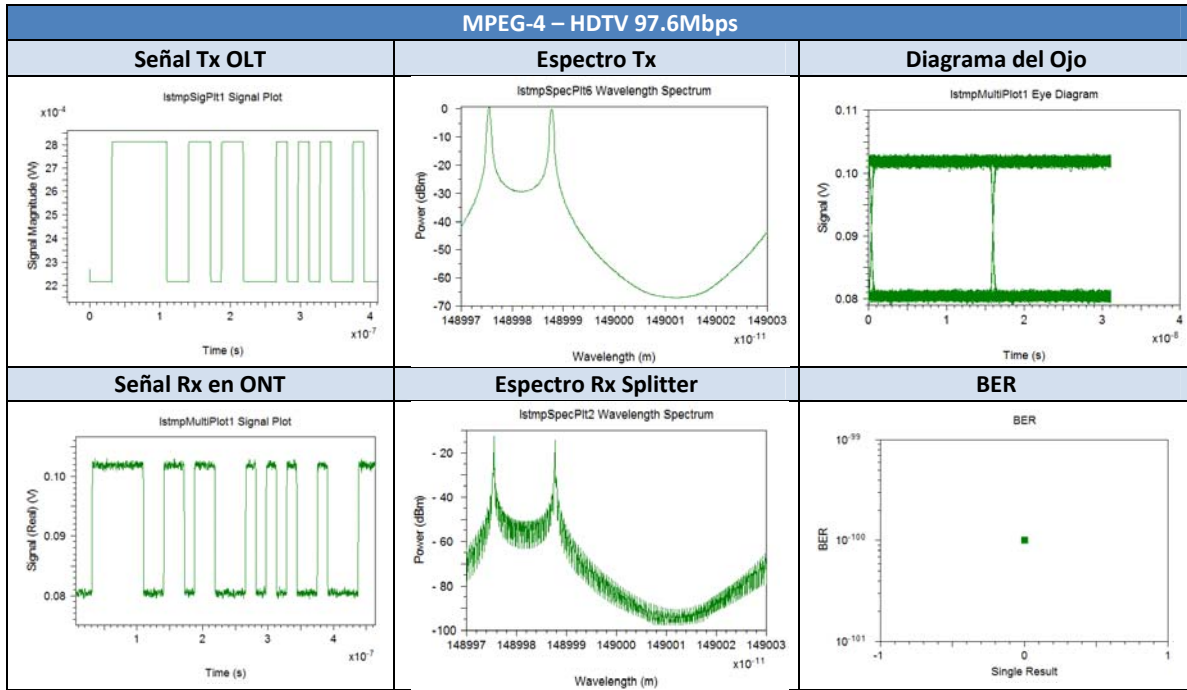 MPEG-4 – HDTV 97.6Mbps
Señal Tx OLT
Espectro Tx
Diagrama del Ojo
lstmpSigPlt1 Signal Plot
x10-4
28
27
26
25
24
23
22
Signal Magnitude (W)
0 1 2 3 4
x10-7
Time (s)
lstmpSpecPlt6 Wavelength Spectrum
0
-10
-20
-30
-40
-50
-60
-70
Power (dBm)
148997 148998 148999 149000 149001 149002 149003
x10-11
Wavelength (m)
lstmpMultiPlot1 Eye Diagram
0.11
0.10
0.09
0.08
Signal (V)
0 1 2 3 4
x10-8
Time (s)
Señal Rx en ONT
Espectro Rx Splitter
BER
lstmpMultiPlot1 Signal Plot
0.10
0.09
0.08
Signal (Real) (V)
1 2 3 4
x10-7
Time (s)
lstmpSpecPlt2 Wavelength Spectrum
- 20
- 40
- 60
- 80
-100
Power (dBm)
148997 148998 148999 149000 149001 149002 149003
x10-11
Wavelength (m)
BER
10-99
10-100
10-101
BER
-1 0 1
Single Result